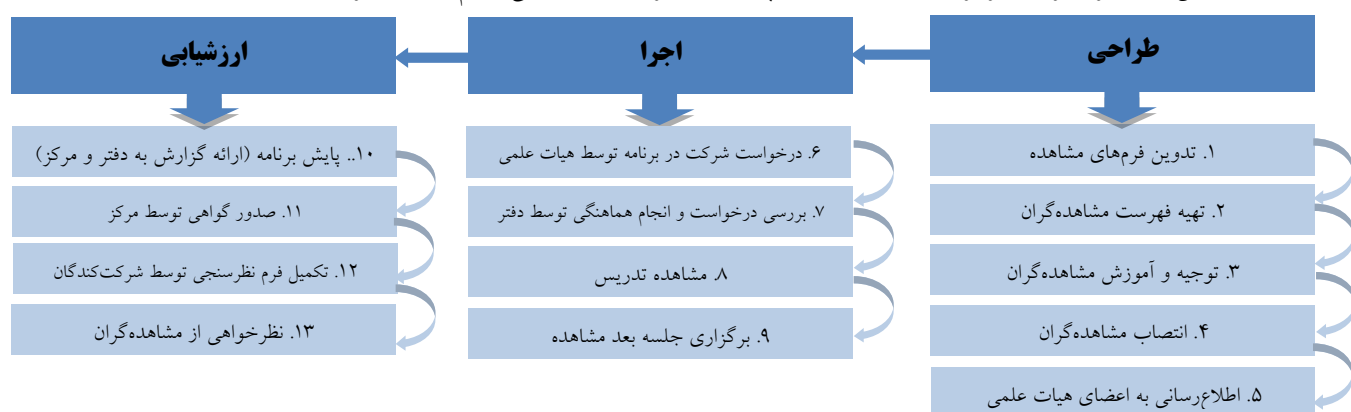 طراحی
۱. تدوین فرم‌های مشاهده
۲. تهیه فهرست مشاهده‌گران
۳. توجیه و آموزش مشاهده‌گران
۴. انتصاب مشاهده‌گران
۵. اطلاع‌رسانی به اعضای هیات علمی
اجرا
۶. درخواست شرکت در برنامه توسط هیات علمی
۷. بررسی درخواست و انجام هماهنگی توسط دفتر
۸. مشاهده تدریس
۹. برگزاری جلسه بعد مشاهده
ارزشیابی
۱۰.. پایش برنامه (ارائه گزارش به دفتر و مرکز)
۱۱. صدور گواهی توسط مرکز
۱۲. تکمیل فرم نظرسنجی توسط شرکت‌کندگان
۱۳. نظرخواهی از مشاهده‌گران